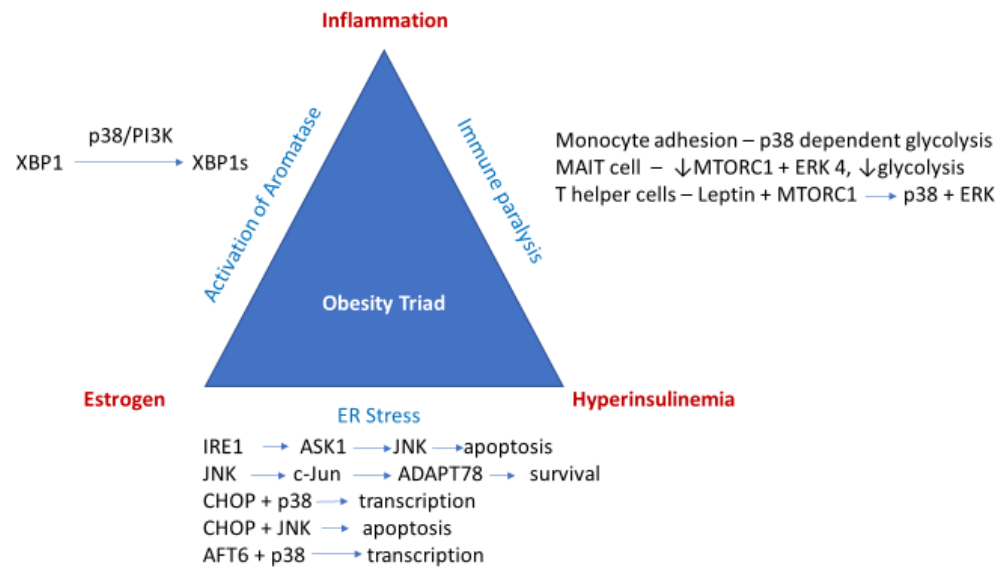 Inflammation
p38/PI3K
XBP1 → XBP1s
Activation of Aromatase
Immune paralysis
Monocyte adhesion – p38 dependent glycolysis
MAIT cell – ↓MTORC1 + ERK 4, ↓glycolysis
T helper cells – Leptin + MTORC1 → p38 + ERK
Obesity Triad
Estrogen
Hyperinsulinemia
ER Stress
IRE1 → ASK1 → JNK → apoptosis
JNK → c-Jun → ADAPT78 → survival
CHOP + p38 → transcription
CHOP + JNK → apoptosis
AFT6 + p38 → transcription